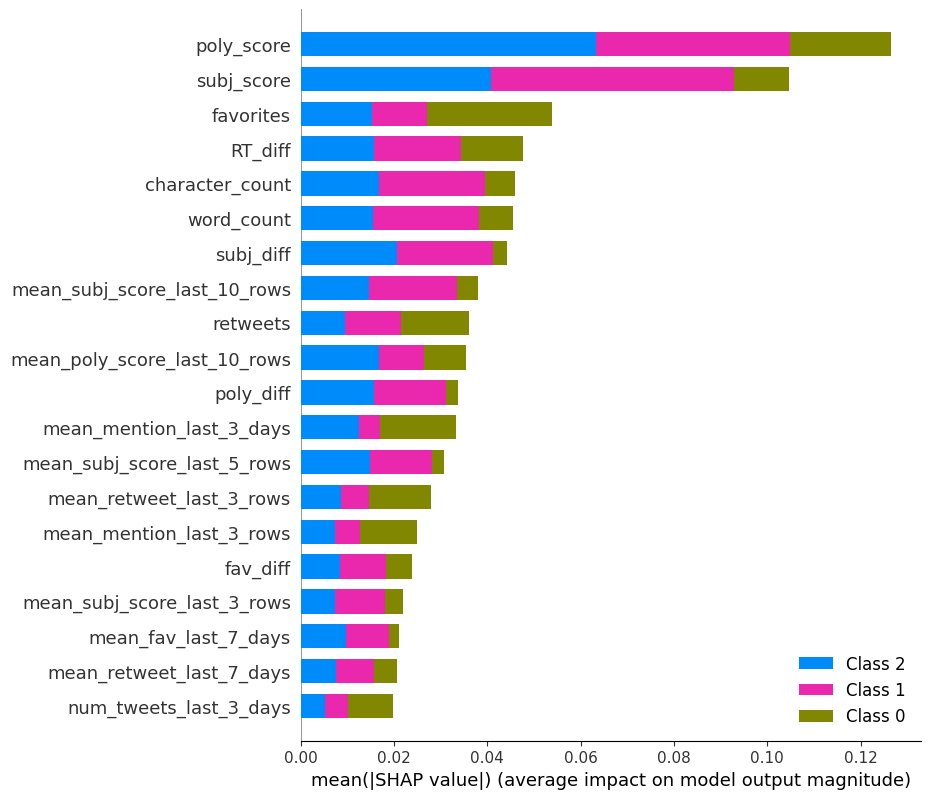 poly_score
subj_score
favorites
RT_diff
character_count
word_count
subj_diff
mean_subj_score_last_10_rows
retweets
mean_poly_score_last_10_rows
poly_diff
mean_mention_last_3_days
mean_subj_score_last_5_rows
mean_retweet_last_3_rows
mean_mention_last_3_rows
fav_diff
mean_subj_score_last_3_rows
mean_fav_last_7_days
mean_retweet_last_7_days
num_tweets_last_3_days
Class 2
Class 1
Class 0
0.00 0.02 0.04 0.06 0.08 0.10 0.12
mean(|SHAP value|) (average impact on model output magnitude)